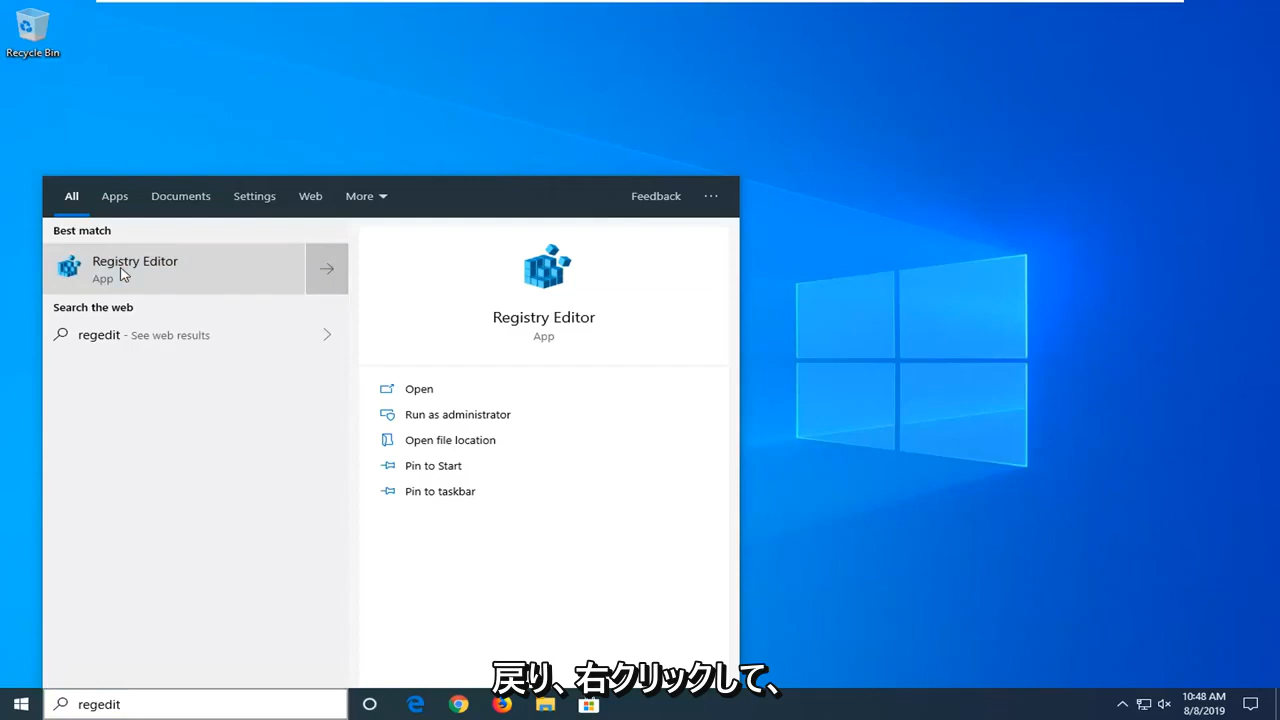 Recycle Bin
All Apps Documents Settings Web More Feedback ...
Best match
Registry Editor
App
Search the web
regedit - See web results
Registry Editor
App
Open
Run as administrator
Open file location
Pin to Start
Pin to taskbar
戻り、右クリックして、
regedit
10:48 AM
8/8/2019